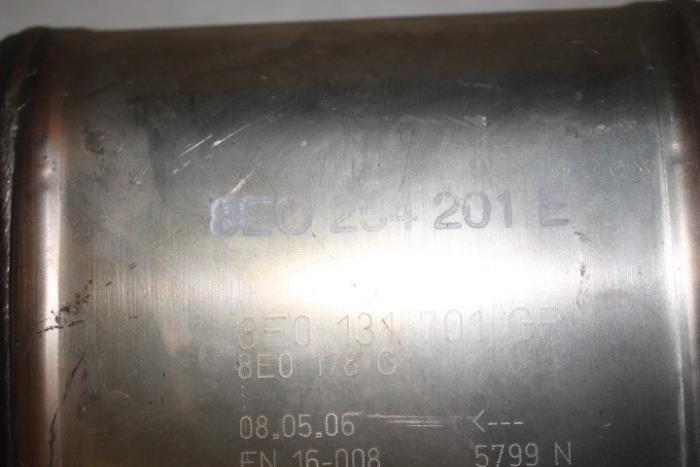 8E0 254 201 E
8E0 131 701 GP
8E0 178 G
08.05.06 <---
EN 16-008 5799 N